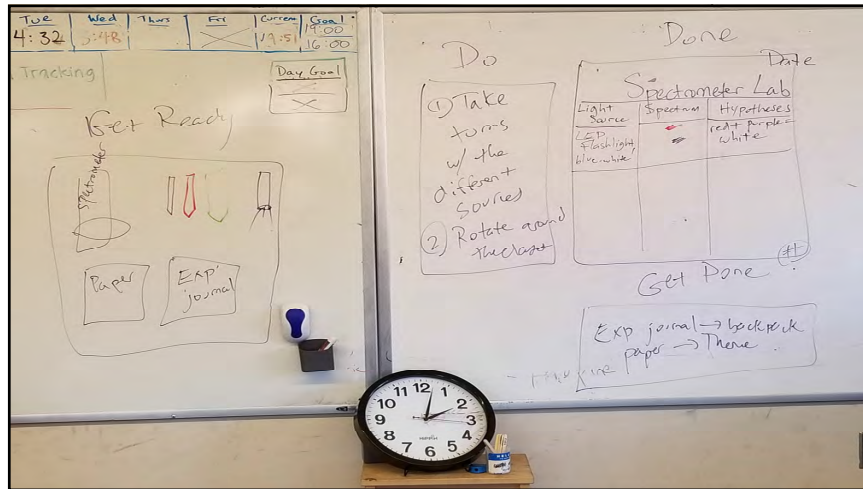 Tue Wed Thurs Fri Current Goal
4:32 3:48 19:51 19:00
16:00
Tracking
Day Goal
Get Ready
Spectrometer
Paper
Exp'
journal
Do
① Take
turns
w/ the
different
sources
② Rotate around
the
Done
Date
Spectrometer Lab
Light
Source
Spectrum
Hypotheses
LED
Flashlight,
blue-white
red + purple =
white
#
Get Done
Exp journal → backpack
paper → Theme
12
1
2
3
4
5
6
7
8
9
10
11